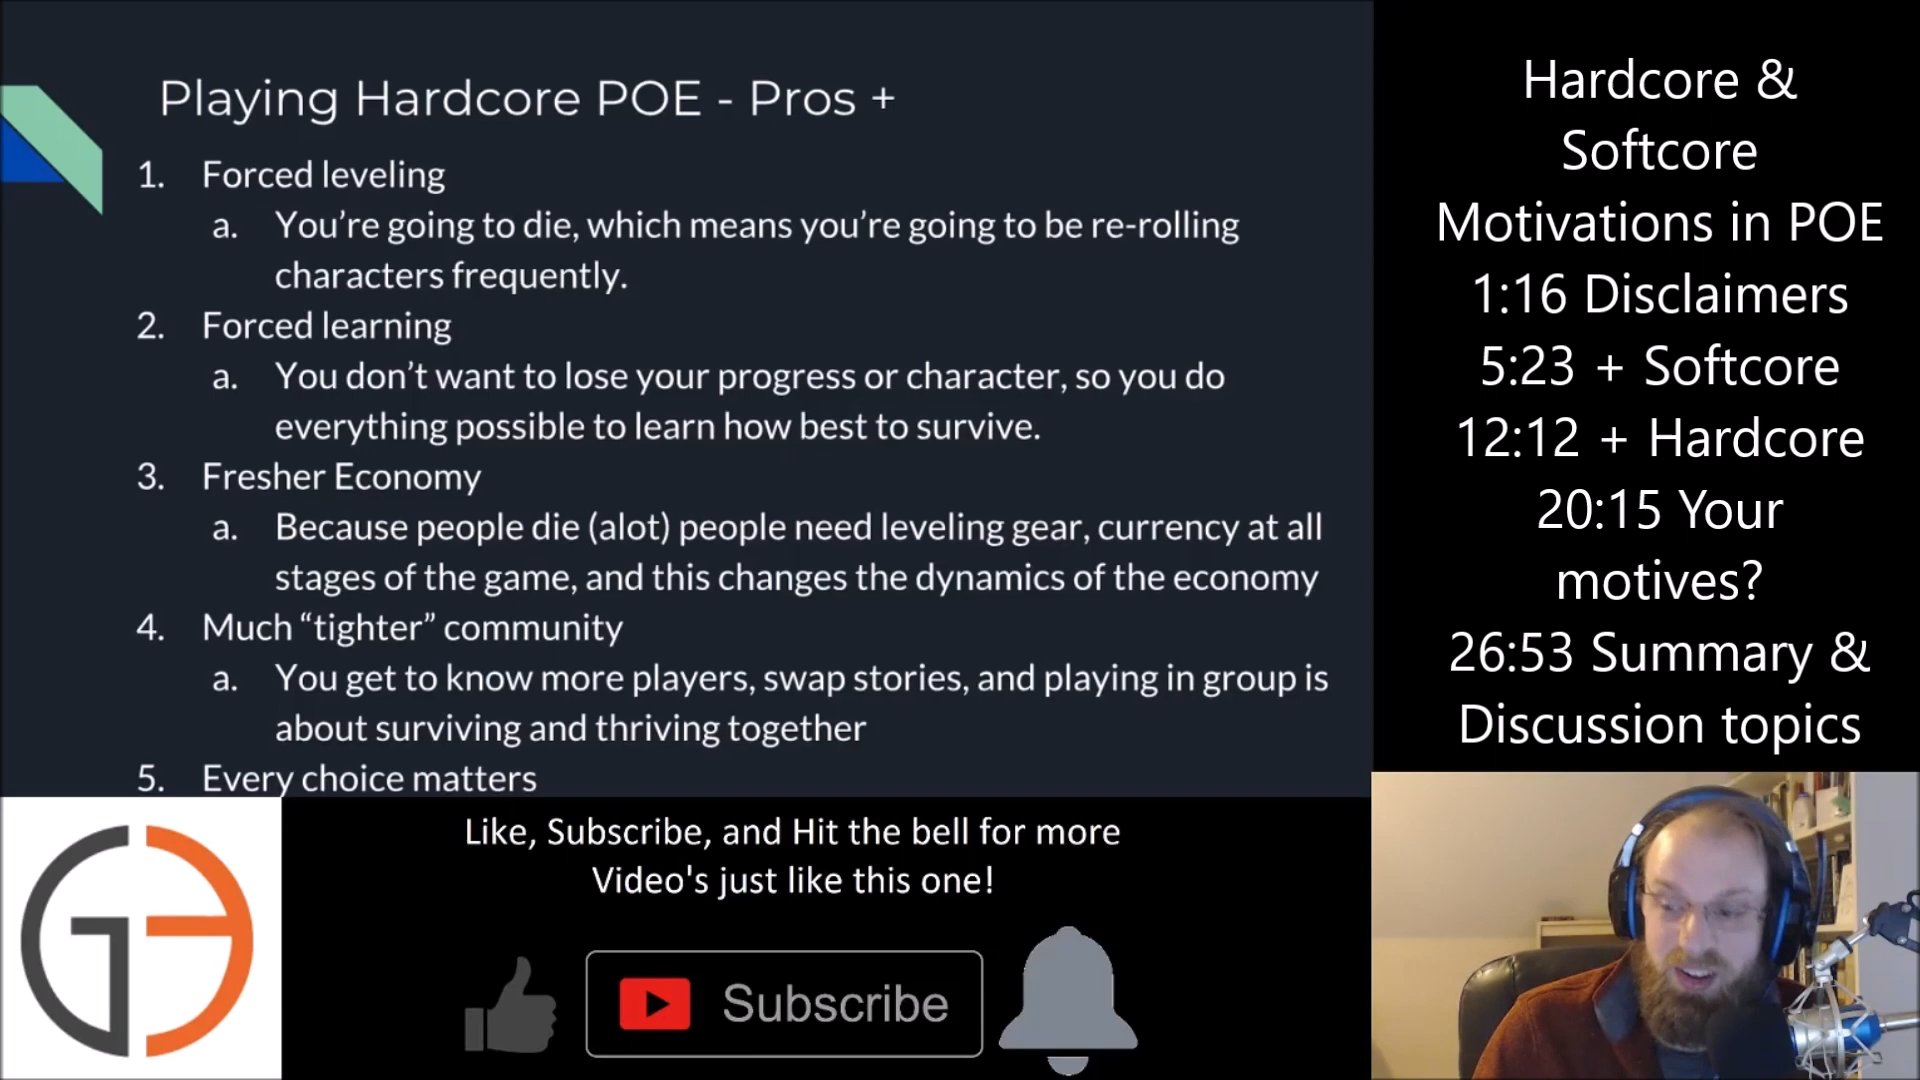 Playing Hardcore POE - Pros +
1. Forced leveling
a. You're going to die, which means you're going to be re-rolling
characters frequently.
2. Forced learning
a. You don't want to lose your progress or character, so you do
everything possible to learn how best to survive.
3. Fresher Economy
a. Because people die (alot) people need leveling gear, currency at all
stages of the game, and this changes the dynamics of the economy
4. Much “tighter” community
a. You get to know more players, swap stories, and playing in group is
about surviving and thriving together
5. Every choice matters
Hardcore &
Softcore
Motivations in POE
1:16 Disclaimers
5:23 + Softcore
12:12 + Hardcore
20:15 Your
motives?
26:53 Summary &
Discussion topics
Like, Subscribe, and Hit the bell for more
Video's just like this one!
Subscribe